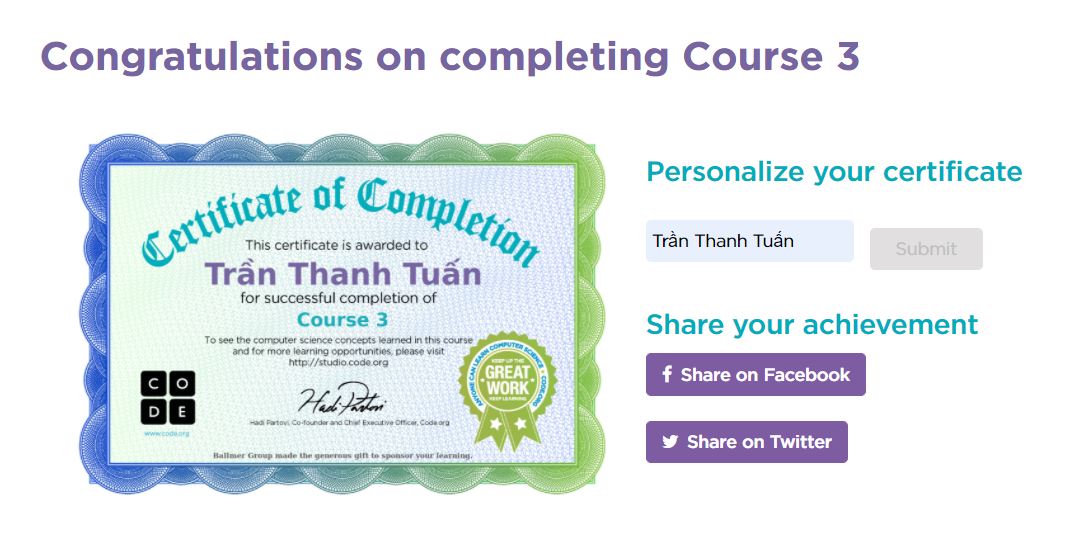 Congratulations on completing Course 3
Certificate of Completion
This certificate is awarded to
Trần Thanh Tuấn
for successful completion of
Course 3
To see the computer science concepts learned in this course
and for more learning opportunities, please visit
http://studio.code.org
CO
DE
www.code.org
Hadi Partovi
Hadi Partovi, Co-founder and Chief Executive Officer, Code.org
ANYONE CAN LEARN COMPUTER SCIENCE • CODE.ORG
KEEP UP THE
GREAT
WORK
KEEP LEARNING
Ballmer Group made the generous gift to sponsor your learning.
Personalize your certificate
Trần Thanh Tuấn
Submit
Share your achievement
Share on Facebook
Share on Twitter